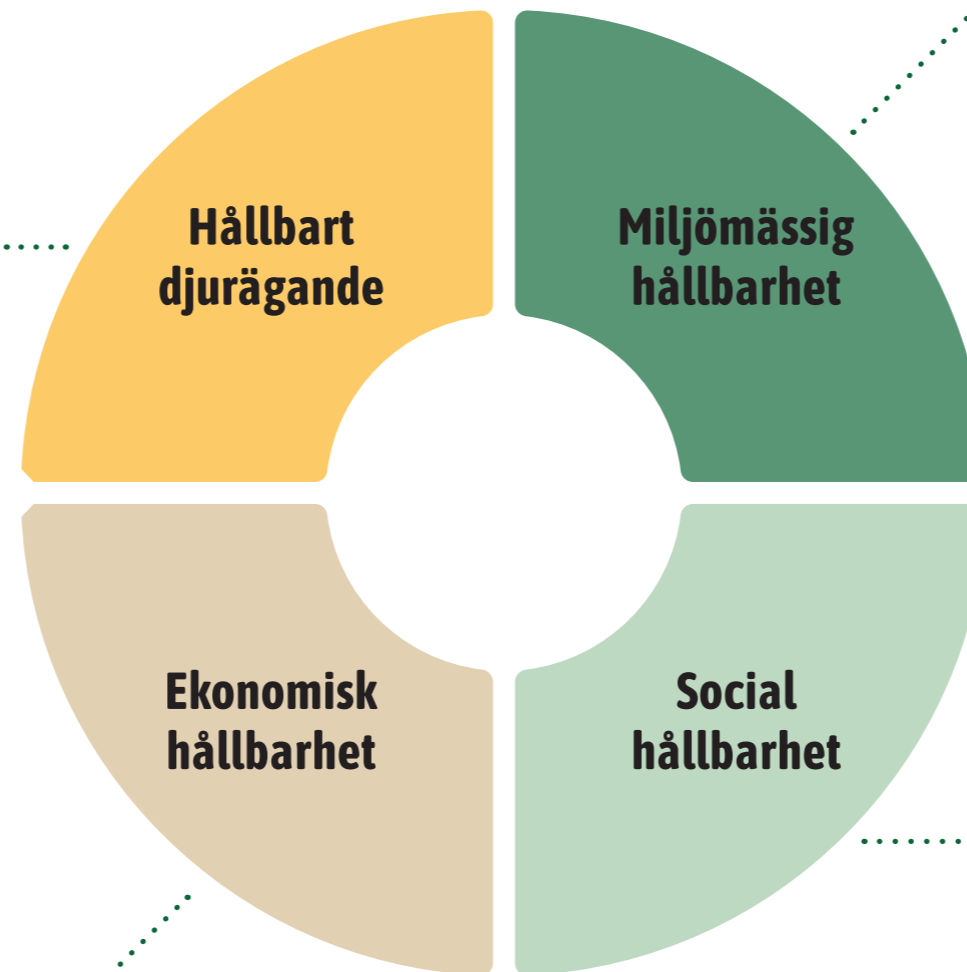 Hållbart
djurägande
Miljömässig
hållbarhet
Ekonomisk
hållbarhet
Social
hållbarhet